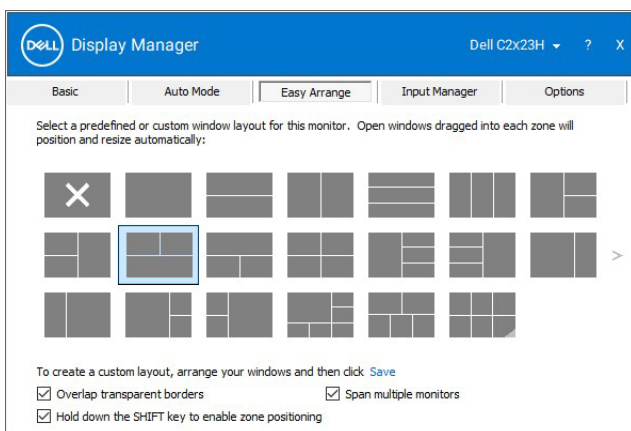 DELL Display Manager Dell C2x23H ? X
Basic Auto Mode Easy Arrange Input Manager Options
Select a predefined or custom window layout for this monitor. Open windows dragged into each zone will
position and resize automatically:
>
To create a custom layout, arrange your windows and then click Save
Overlap transparent borders Span multiple monitors
Hold down the SHIFT key to enable zone positioning